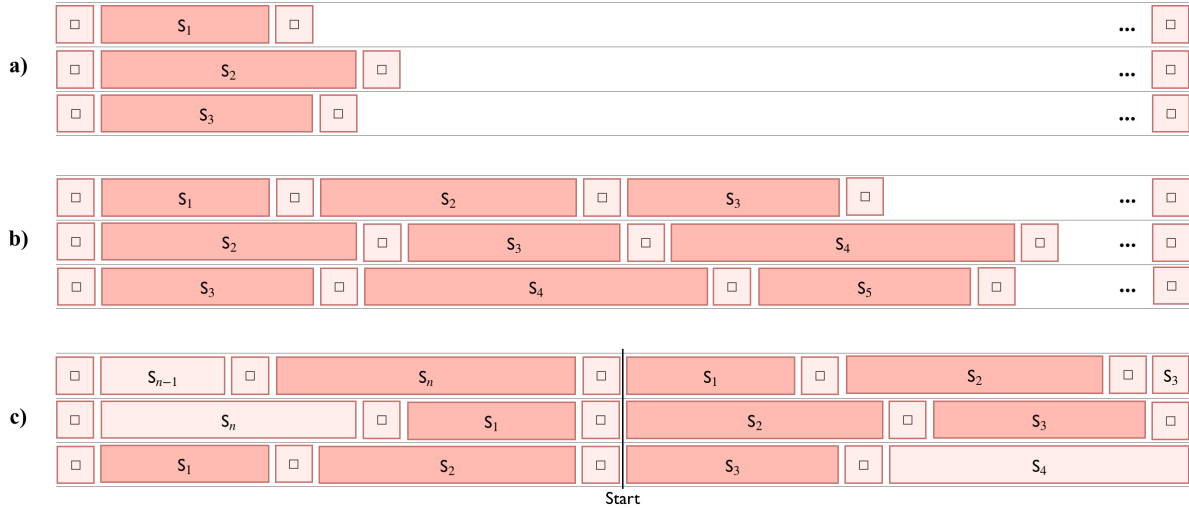 □ S₁ □ ... □
a) □ S₂ □ ... □
□ S₃ □ ... □
□ S₁ □ S₂ □ S₃ □ ... □
b) □ S₂ □ S₃ □ S₄ □ ... □
□ S₃ □ S₄ □ S₅ □ ... □
□ Sₙ₋₁ □ Sₙ □ S₁ □ S₂ □ S₃
c) □ Sₙ □ S₁ □ S₂ □ S₃ □
□ S₁ □ S₂ □ S₃ □ S₄
Start